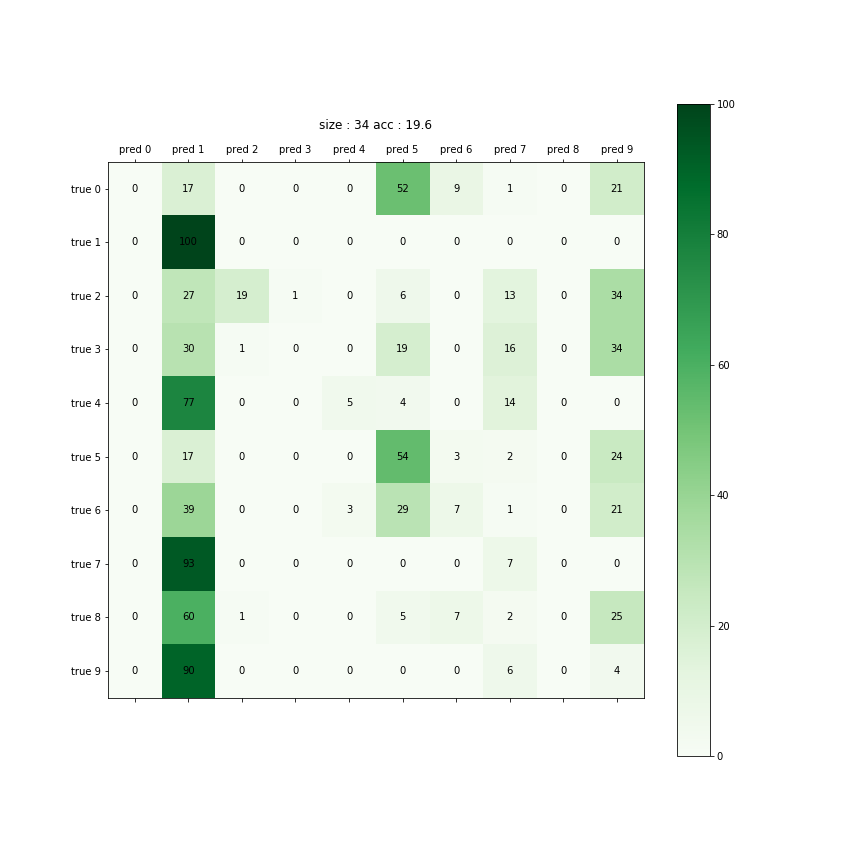 size : 34 acc : 19.6
pred 0 pred 1 pred 2 pred 3 pred 4 pred 5 pred 6 pred 7 pred 8 pred 9
true 0 0 17 0 0 0 52 9 1 0 21
true 1 0 100 0 0 0 0 0 0 0 0
true 2 0 27 19 1 0 6 0 13 0 34
true 3 0 30 1 0 0 19 0 16 0 34
true 4 0 77 0 0 5 4 0 14 0 0
true 5 0 17 0 0 0 54 3 2 0 24
true 6 0 39 0 0 3 29 7 1 0 21
true 7 0 93 0 0 0 0 0 7 0 0
true 8 0 60 1 0 0 5 7 2 0 25
true 9 0 90 0 0 0 0 0 6 0 4
100
80
60
40
20
0